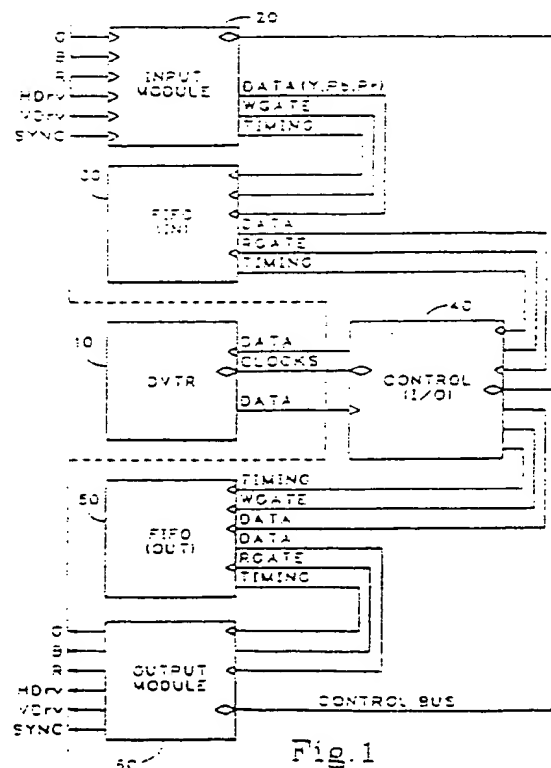 20
G
B
R
HDrv
VDrv
SYNC
INPUT
MODULE
DATA(Y,Pb,Pr)
WGATE
TIMING
30
FIFO
(IN)
DATA
RGATE
TIMING
40
10
DVTR
DATA
CLOCKS
DATA
CONTROL
(I/O)
50
FIFO
(OUT)
TIMING
WGATE
DATA
DATA
RGATE
TIMING
G
B
R
HDrv
VDrv
SYNC
OUTPUT
MODULE
CONTROL BUS
60
Fig.1